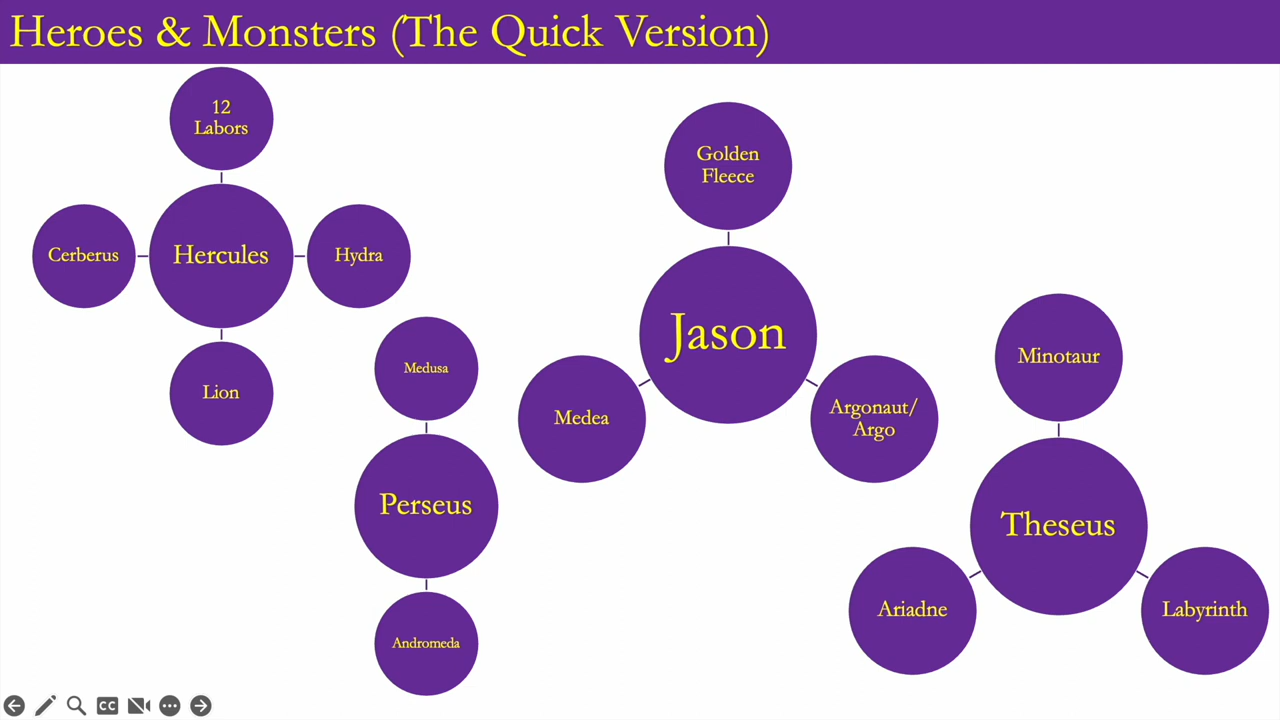 Heroes & Monsters (The Quick Version)
12
Labors
Cerberus
Hercules
Hydra
Lion
Medusa
Perseus
Andromeda
Golden
Fleece
Jason
Medea
Argonaut/
Argo
Minotaur
Theseus
Ariadne
Labyrinth
CC